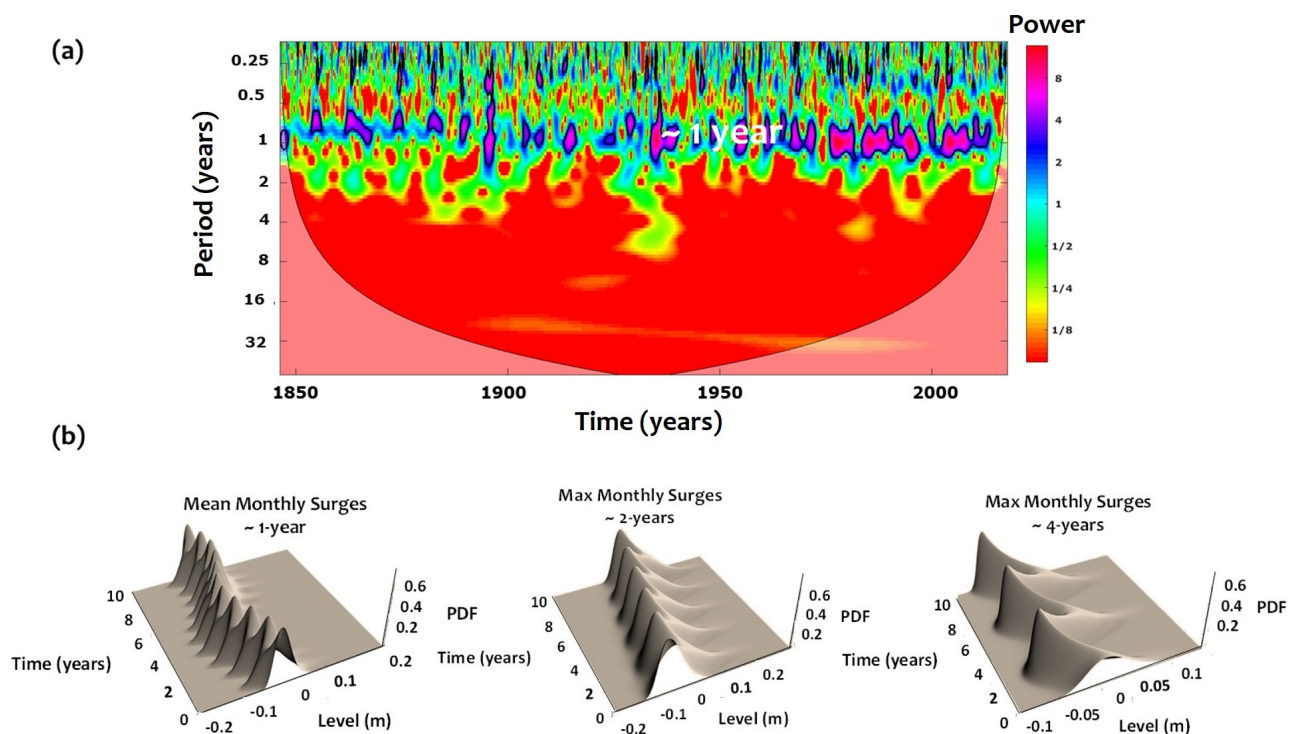 (a)
Power
0.25
0.5
1
2
4
8
16
32
Period (years)
~ 1 year
8
4
2
1
1/2
1/4
1/8
1850
1900
1950
2000
Time (years)
(b)
Mean Monthly Surges
~ 1-year
10
8
6
4
2
0
Time (years)
-0.2
-0.1
0
0.1
0.2
Level (m)
0.6
0.4
0.2
PDF
Max Monthly Surges
~ 2-years
10
8
6
4
2
0
Time (years)
-0.2
-0.1
0
0.1
0.2
Level (m)
0.6
0.4
0.2
PDF
Max Monthly Surges
~ 4-years
10
8
6
4
2
0
Time (years)
-0.1
-0.05
0
0.05
0.1
Level (m)
0.6
0.4
0.2
PDF